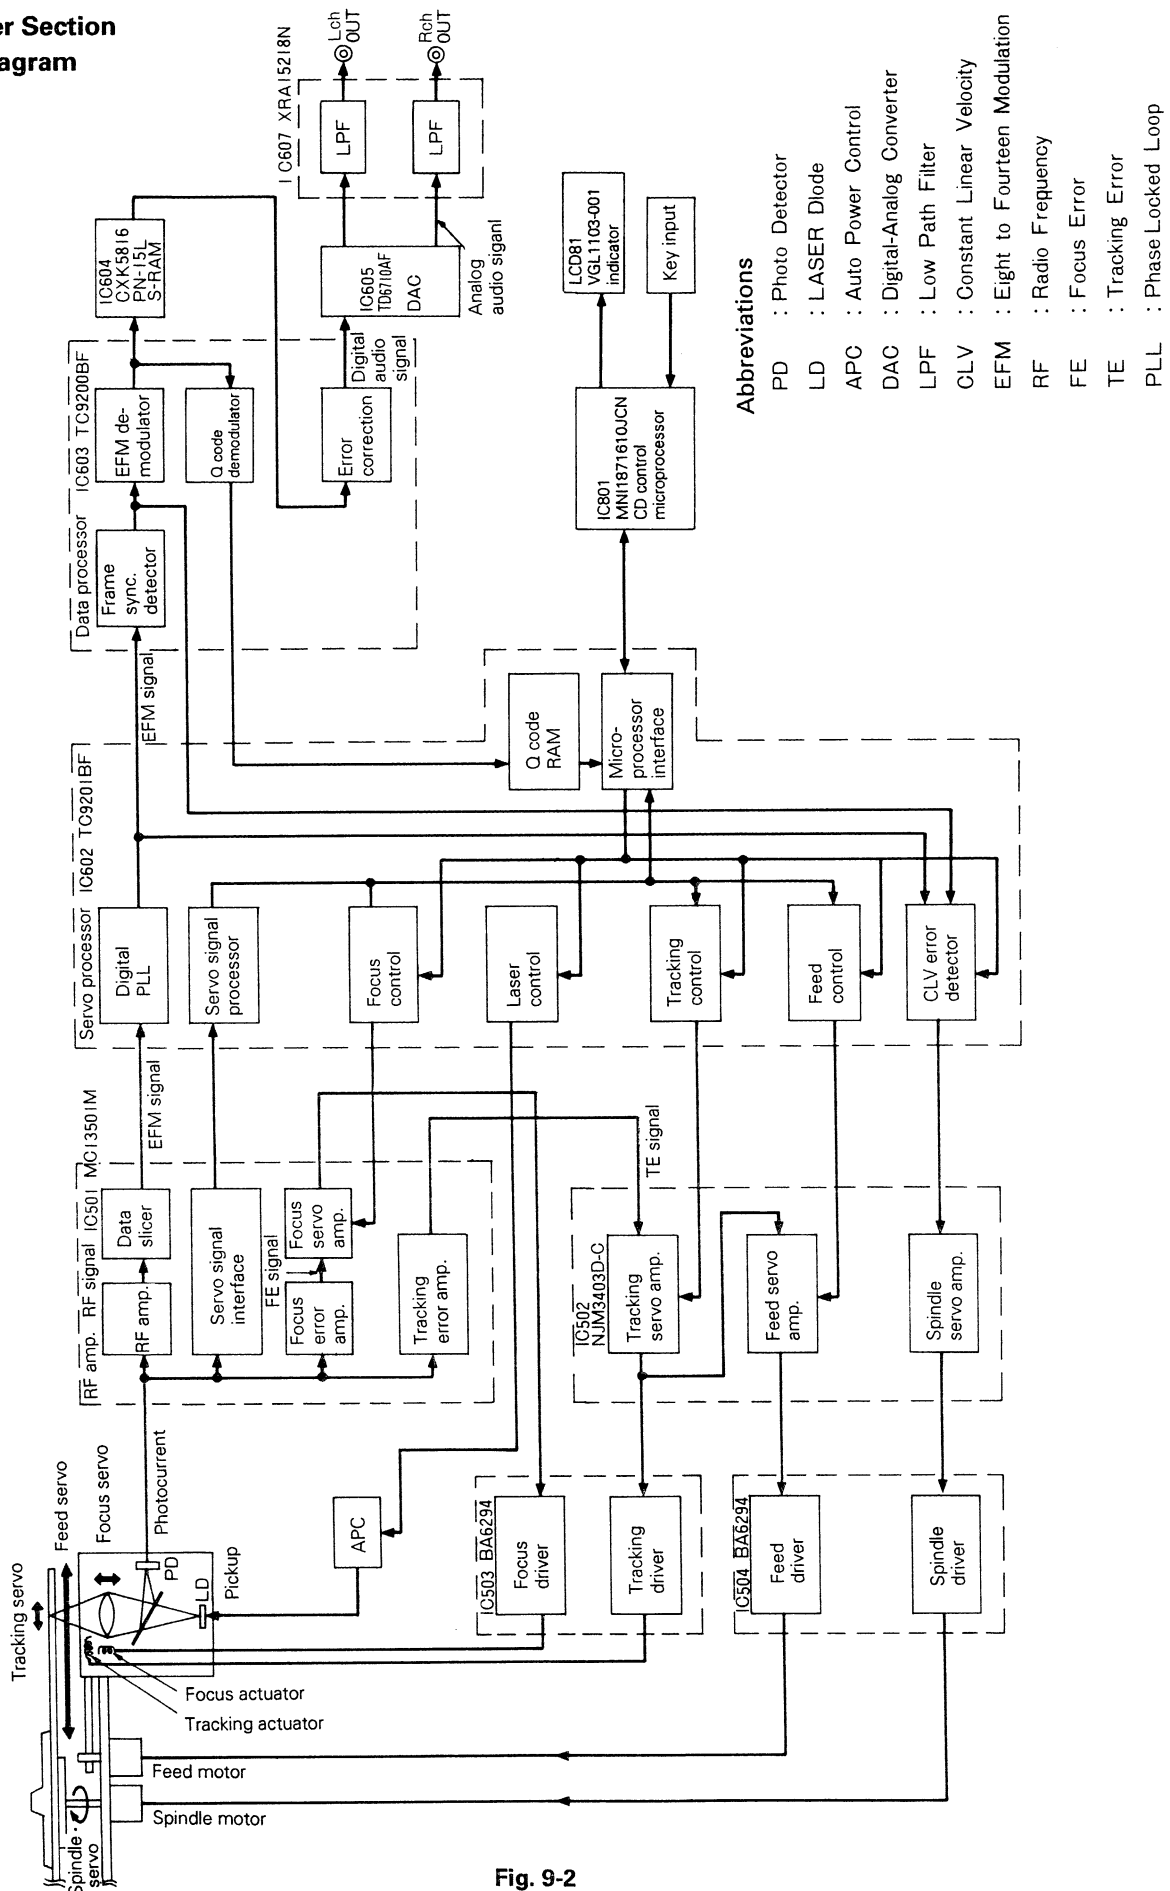 er Section
agram
Tracking servo
Feed servo
Focus servo
Photocurrent
PD
LD
Pickup
Focus actuator
Tracking actuator
Feed motor
Spindle motor
Spindle
servo
APC
RF amp.
RF signal
IC501 MC13501M
RF amp.
Data
slicer
EFM signal
Servo signal
interface
FE signal
Focus
error
amp.
Focus
servo
amp.
Tracking
error amp.
TE signal
IC502
NJM3403D-C
Tracking
servo amp.
Feed servo
amp.
Spindle
servo amp.
IC503 BA6294
Focus
driver
Tracking
driver
IC504 BA6294
Feed
driver
Spindle
driver
Servo processor
IC602 TC9201BF
Digital
PLL
Servo signal
processor
Focus
control
Laser
control
Tracking
control
Feed
control
CLV error
detector
Q code
RAM
Micro-
processor
interface
EFM signal
Data processor
IC603 TC9200BF
Frame
sync.
detector
EFM de-
modulator
Q code
demodulator
Error
correction
Digital
audio
signal
IC604
CXK5816
PN-15L
S-RAM
IC605
TD6710AF
DAC
Analog
audio siganl
IC607 XRA15218N
LPF
LPF
Lch
OUT
Rch
OUT
IC801
MN1871610JCN
CD control
microprocessor
LCD81
VGL1103-001
indicator
Key input
Abbreviations
PD : Photo Detector
LD : LASER DIode
APC : Auto Power Control
DAC : Digital-Analog Converter
LPF : Low Path Filter
CLV : Constant Linear Velocity
EFM : Eight to Fourteen Modulation
RF : Radio Frequency
FE : Focus Error
TE : Tracking Error
PLL : Phase Locked Loop
Fig. 9-2